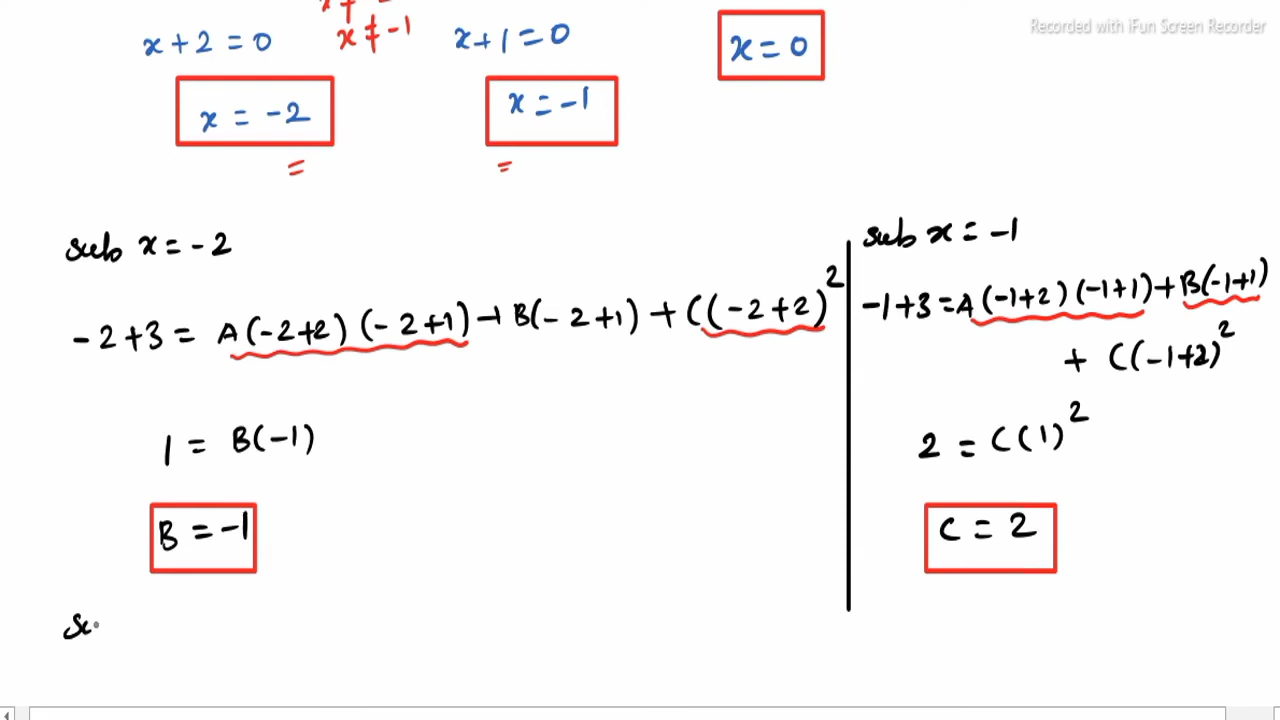 Recorded with iFun Screen Recorder
x ≠ -1
x + 2 = 0
x + 1 = 0
x = 0
x = -2
x = -1
=
=
sub x = -2
-2+3 = A(-2+2)(-2+1) + B(-2+1) + C((-2+2)²
1 = B(-1)
B = -1
sub x = -1
-1+3 = A(-1+2)(-1+1) + B(-1+1)
+ C(-1+2)²
2 = C(1)²
C = 2